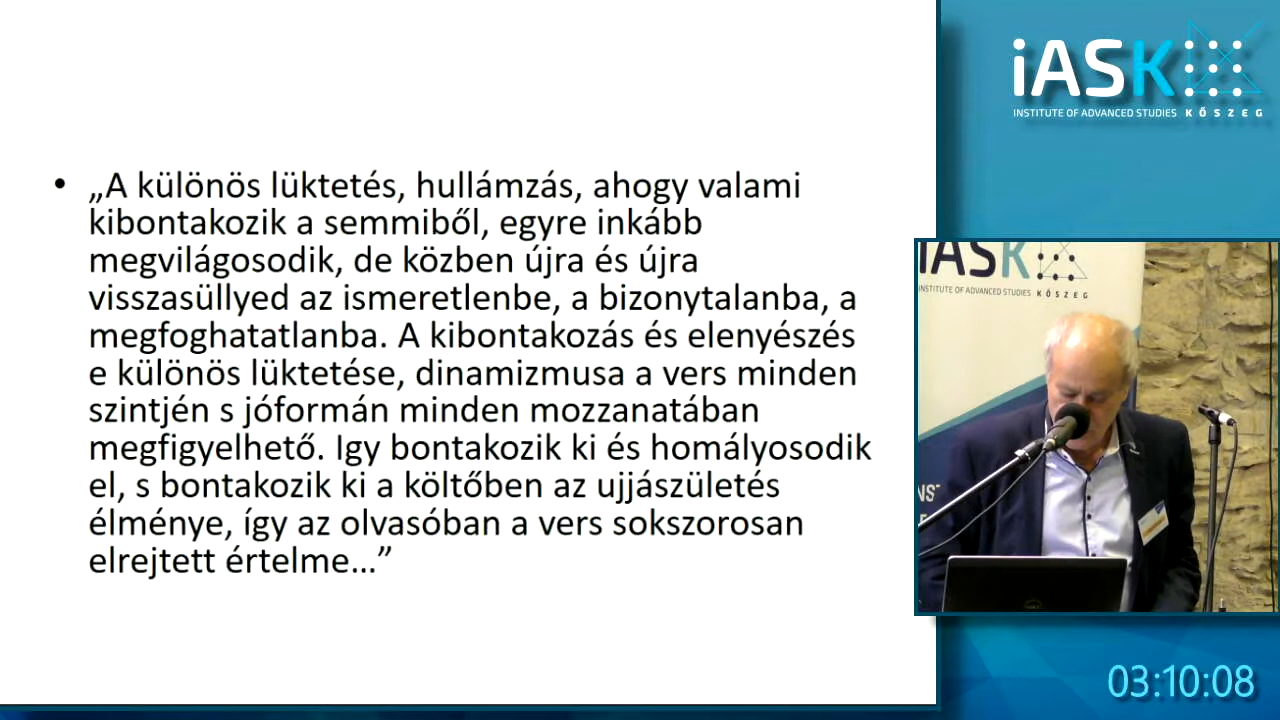 • „A különös lüktetés, hullámzás, ahogy valami
kibontakozik a semmiből, egyre inkább
megvilágosodik, de közben újra és újra
visszasüllyed az ismeretlenbe, a bizonytalanba, a
megfoghatatlanba. A kibontakozás és elenyészés
e különös lüktetése, dinamizmusa a vers minden
szintjén s jóformán minden mozzanatában
megfigyelhető. Igy bontakozik ki és homályosodik
el, s bontakozik ki a költőben az ujjászületés
élménye, így az olvasóban a vers sokszorosan
elrejtett értelme…”
iASK
INSTITUTE OF ADVANCED STUDIES KŐSZEG
iASK
INSTITUTE OF ADVANCED STUDIES KŐSZEG
03:10:08